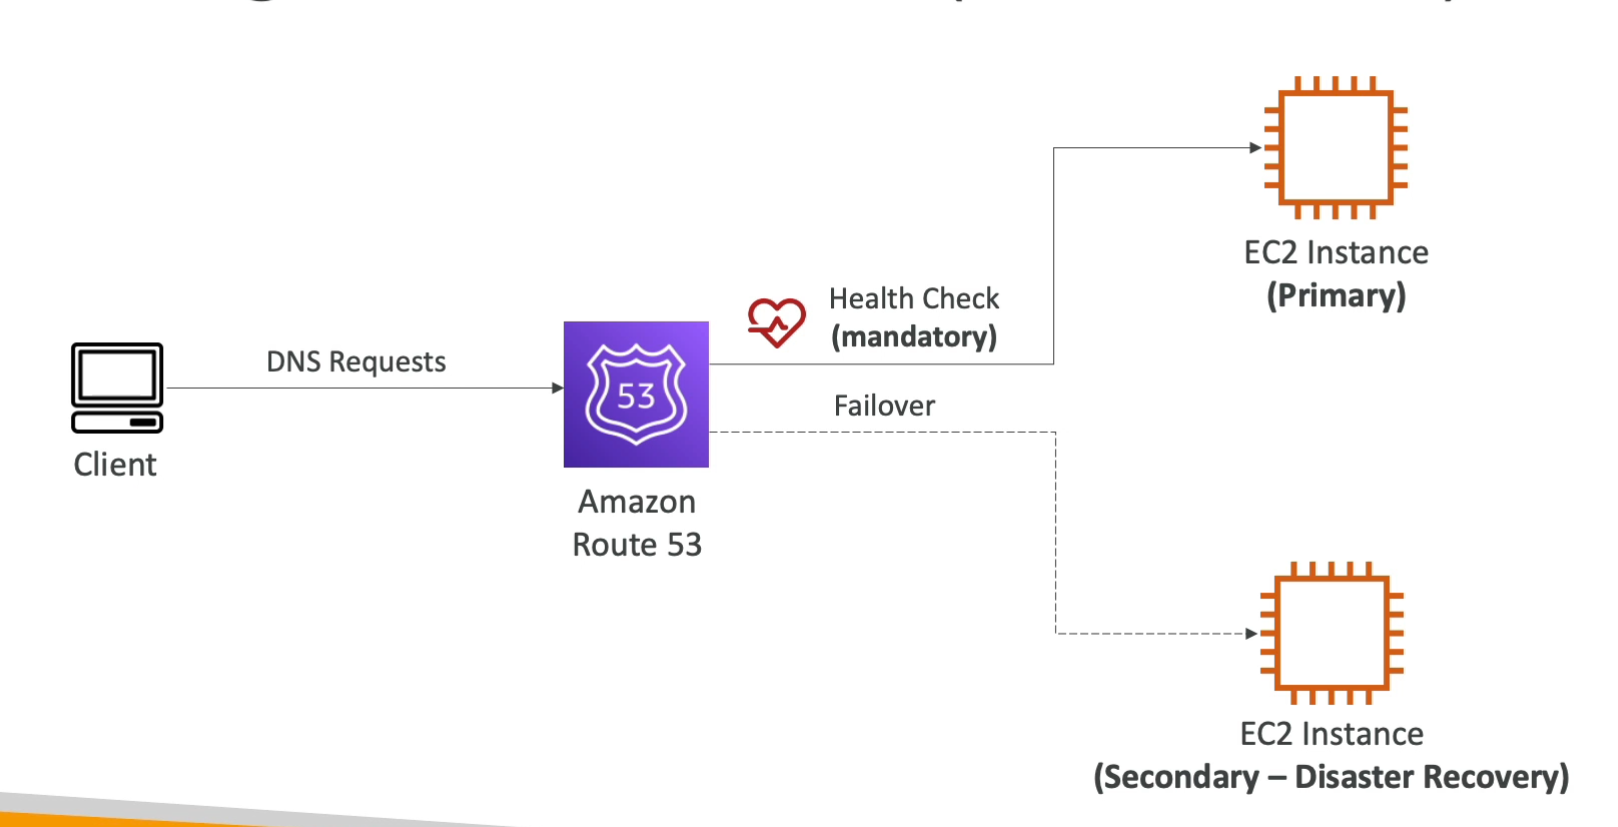 DNS Requests
Client
53
Amazon
Route 53
Health Check
(mandatory)
Failover
EC2 Instance
(Primary)
EC2 Instance
(Secondary – Disaster Recovery)